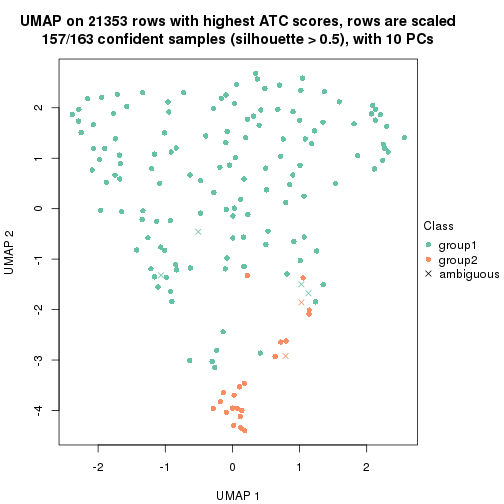 UMAP on 21353 rows with highest ATC scores, rows are scaled
157/163 confident samples (silhouette > 0.5), with 10 PCs
2
1
0
-1
-2
-3
-4
UMAP 2
-2
-1
0
1
2
UMAP 1
Class
group1
group2
ambiguous